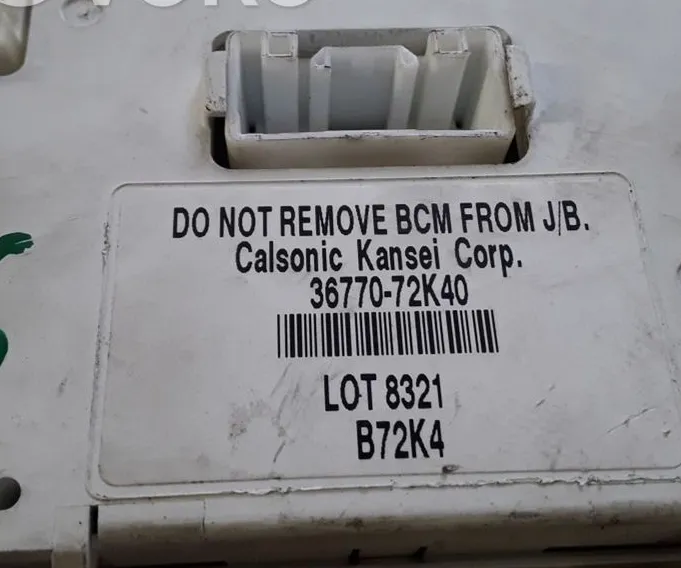 DO NOT REMOVE BCM FROM J/B.
Calsonic Kansei Corp.
36770-72K40
LOT 8321
B72K4